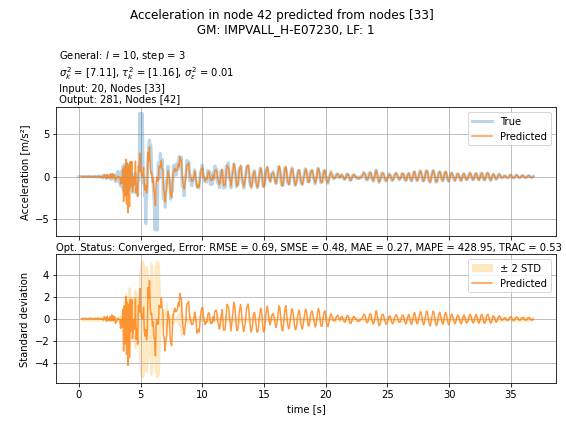 Acceleration in node 42 predicted from nodes [33]
GM: IMPVALL_H-E07230, LF: 1
General: l = 10, step = 3
σ²ₖ = [7.11], τ²ₖ = [1.16], σ²ε = 0.01
Input: 20, Nodes [33]
Output: 281, Nodes [42]
True
Predicted
Acceleration [m/s²]
5
0
−5
Opt. Status: Converged, Error: RMSE = 0.69, SMSE = 0.48, MAE = 0.27, MAPE = 428.95, TRAC = 0.53
± 2 STD
Predicted
Standard deviation
4
2
0
−2
−4
0 5 10 15 20 25 30 35
time [s]